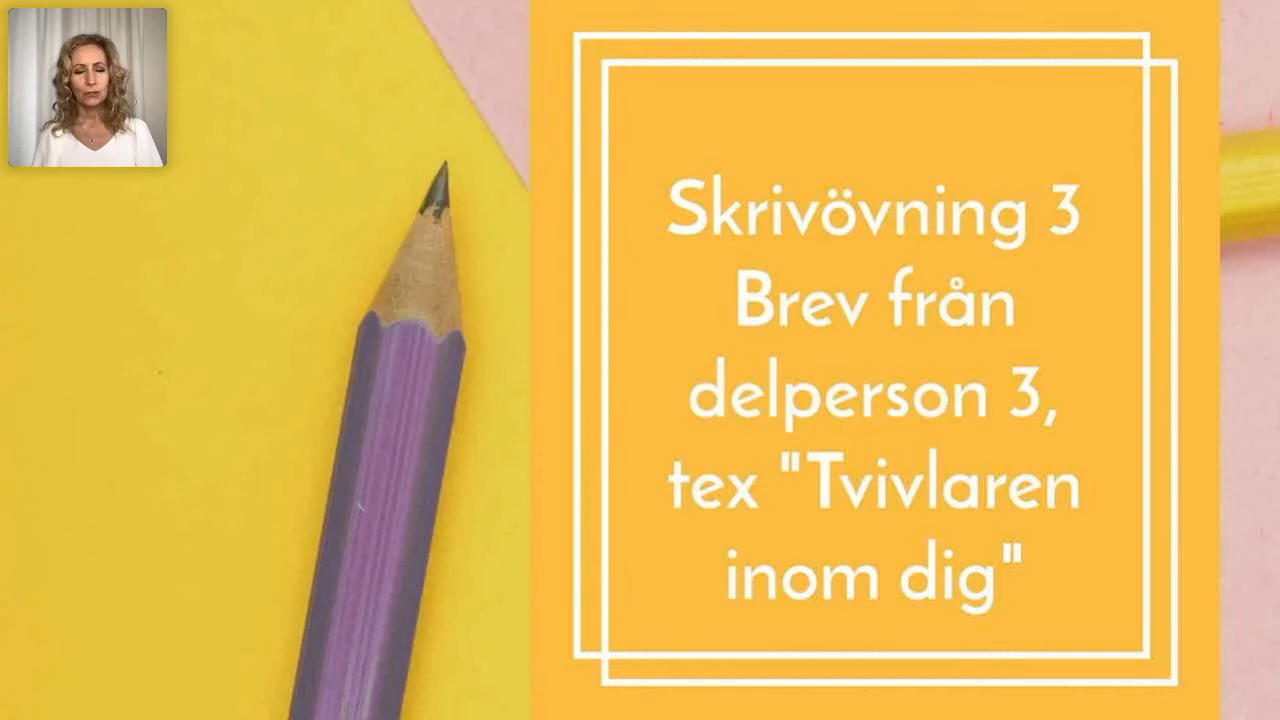 Skrivövning 3
Brev från
delperson 3,
tex "Tvivlaren
inom dig"